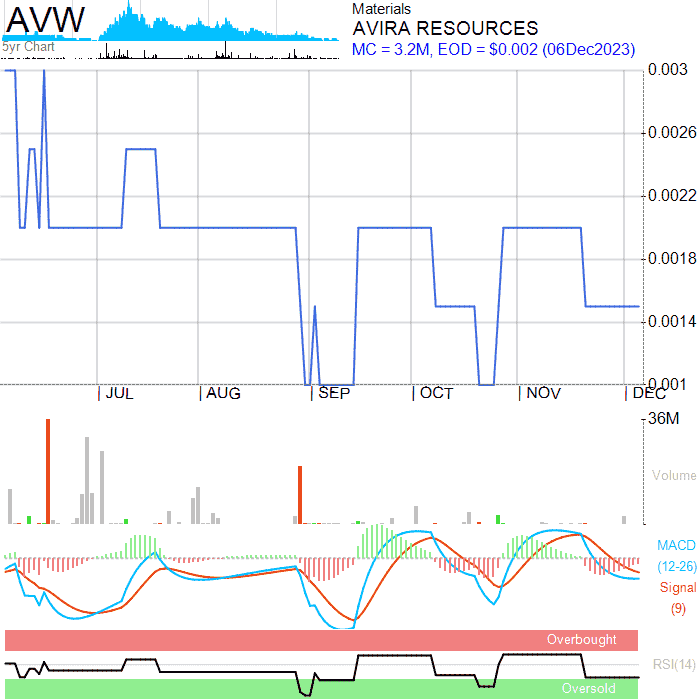 AVW
5yr Chart
Materials
AVIRA RESOURCES
MC = 3.2M, EOD = $0.002 (06Dec2023)
0.003
0.0026
0.0022
0.0018
0.0014
0.001
JUL AUG SEP OCT NOV DEC
36M
Volume
MACD
(12-26)
Signal
(9)
Overbought
RSI(14)
Oversold